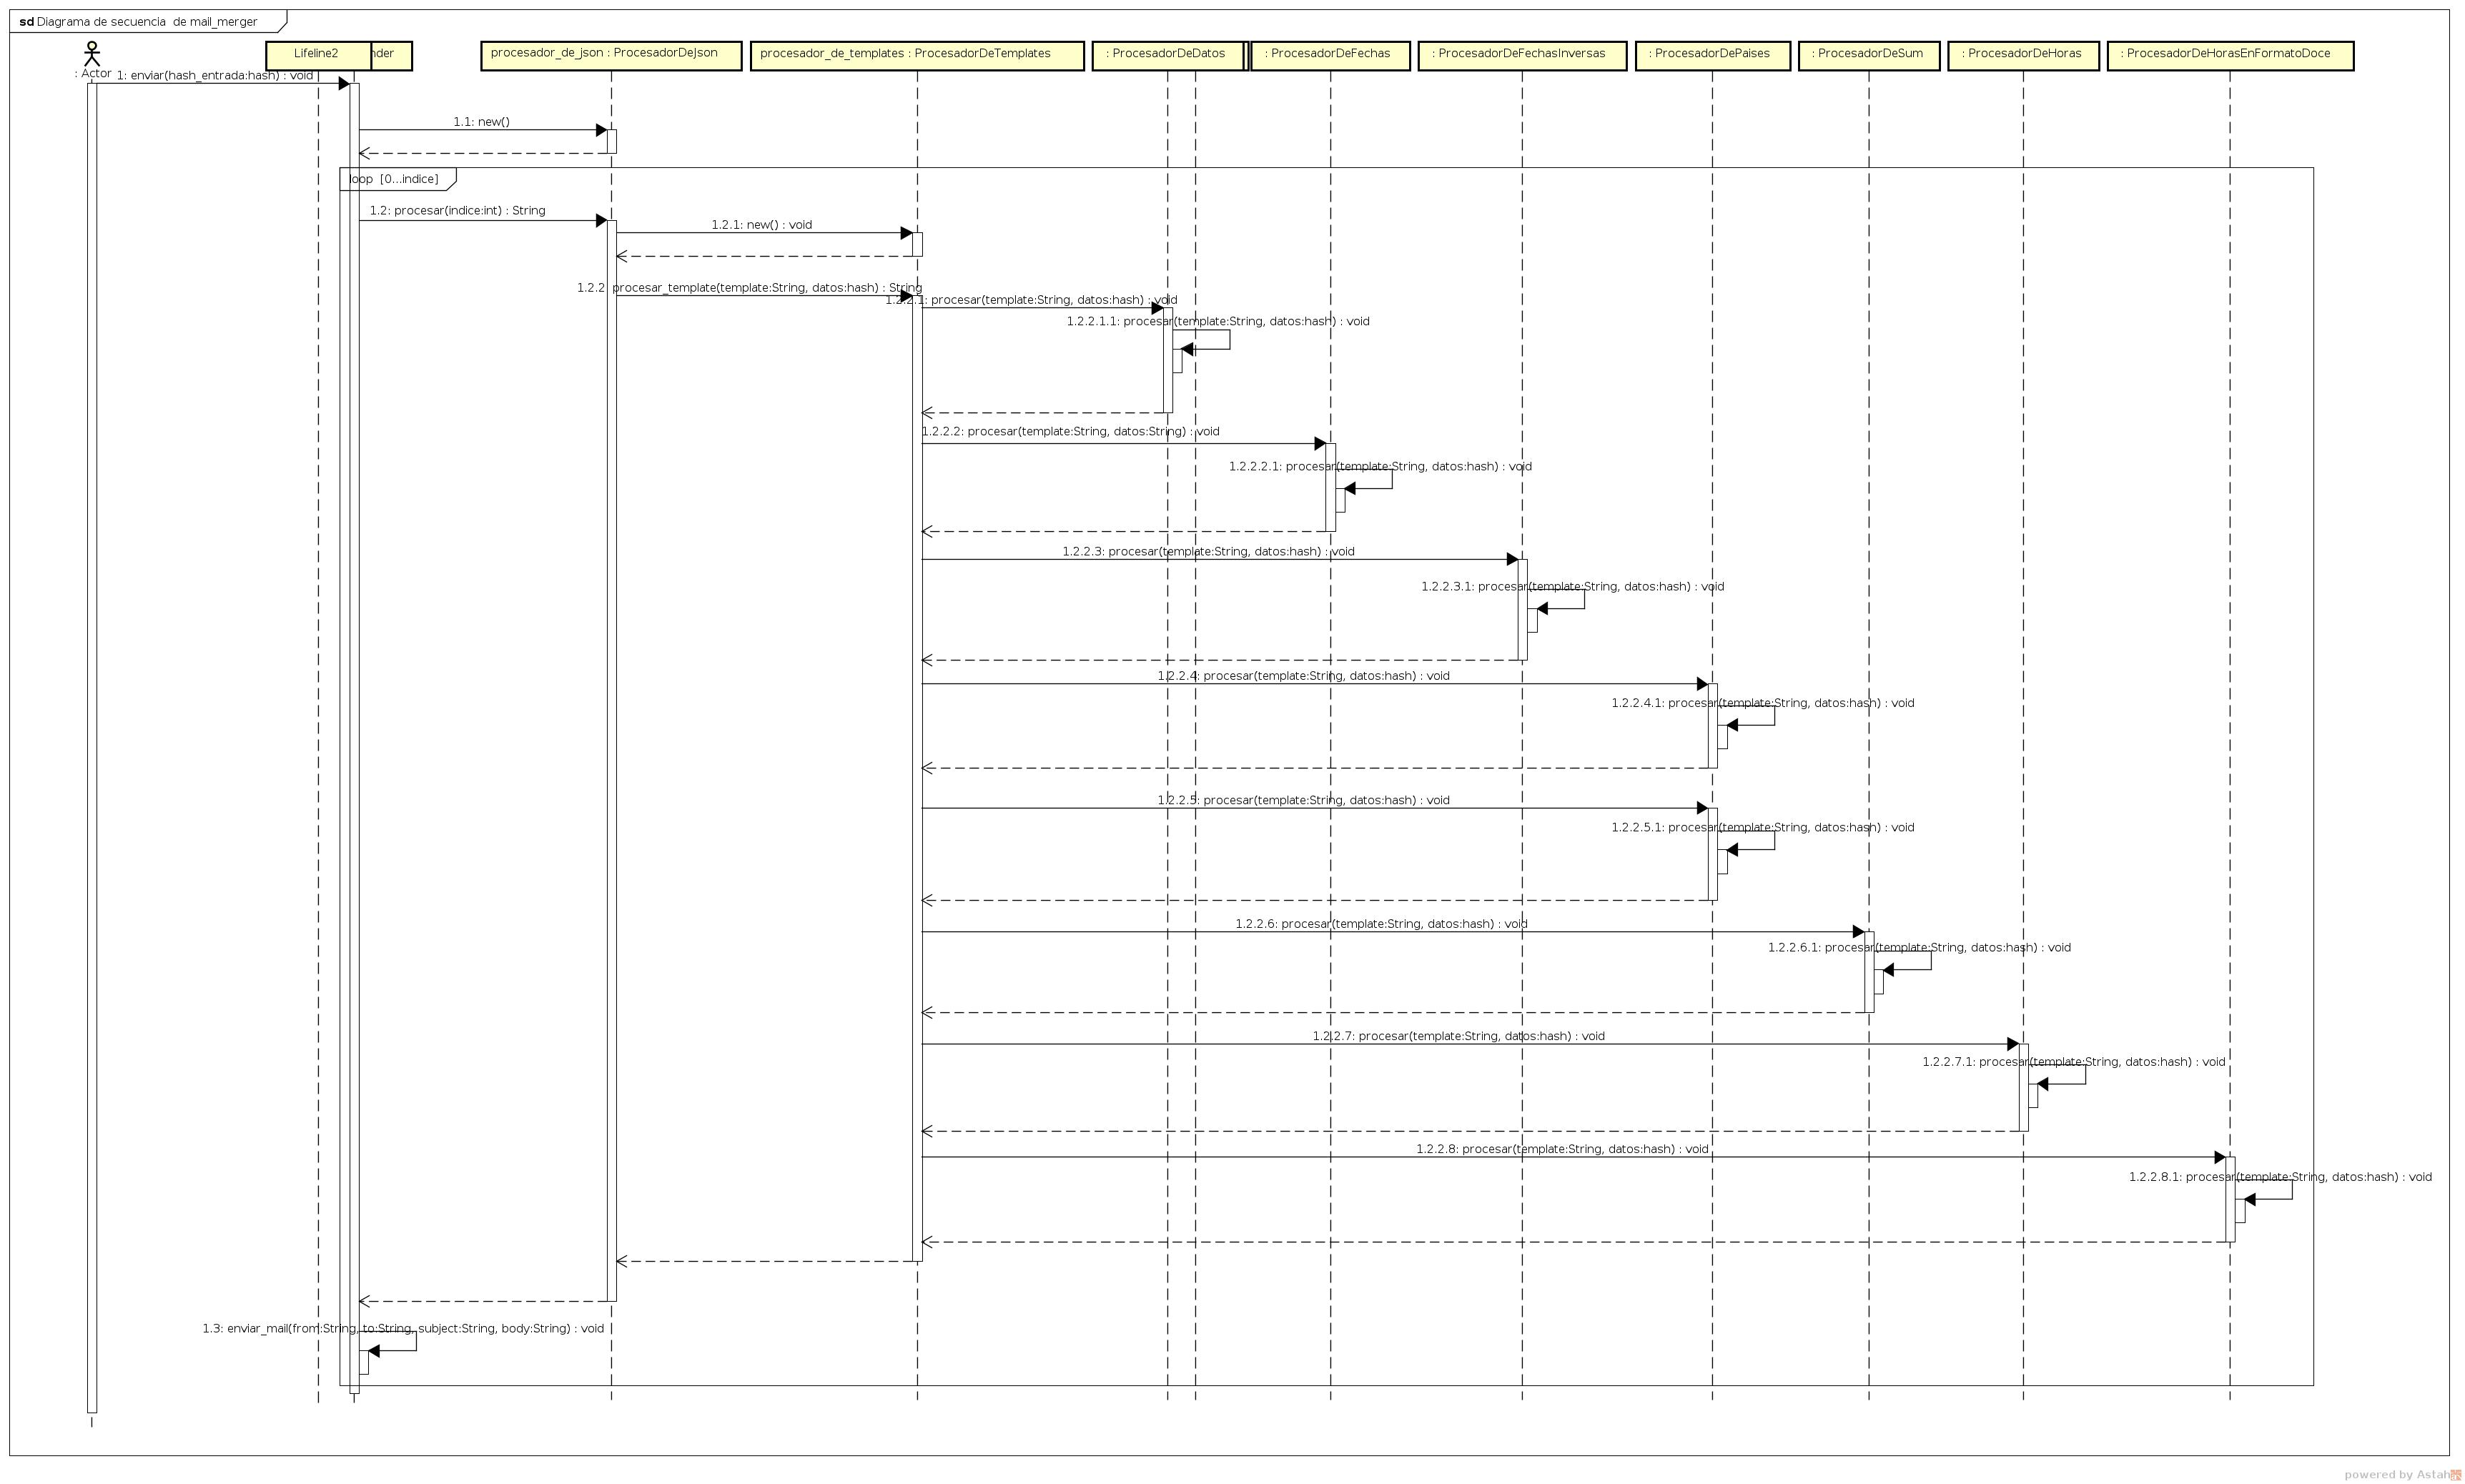 sd Diagrama de secuencia de mail_merger
Lifeline2
nder
procesador_de_json : ProcesadorDeJson
procesador_de_templates : ProcesadorDeTemplates
: ProcesadorDeDatos
: ProcesadorDeFechas
: ProcesadorDeFechasInversas
: ProcesadorDePaises
: ProcesadorDeSum
: ProcesadorDeHoras
: ProcesadorDeHorasEnFormatoDoce
: Actor
1: enviar(hash_entrada:hash) : void
1.1: new()
loop [0...indice]
1.2: procesar(indice:int) : String
1.2.1: new() : void
1.2.2: procesar_template(template:String, datos:hash) : String
1.2.2.1: procesar(template:String, datos:hash) : void
1.2.2.1.1: procesar(template:String, datos:hash) : void
1.2.2.2: procesar(template:String, datos:String) : void
1.2.2.2.1: procesar(template:String, datos:hash) : void
1.2.2.3: procesar(template:String, datos:hash) : void
1.2.2.3.1: procesar(template:String, datos:hash) : void
1.2.2.4: procesar(template:String, datos:hash) : void
1.2.2.4.1: procesar(template:String, datos:hash) : void
1.2.2.5: procesar(template:String, datos:hash) : void
1.2.2.5.1: procesar(template:String, datos:hash) : void
1.2.2.6: procesar(template:String, datos:hash) : void
1.2.2.6.1: procesar(template:String, datos:hash) : void
1.2.2.7: procesar(template:String, datos:hash) : void
1.2.2.7.1: procesar(template:String, datos:hash) : void
1.2.2.8: procesar(template:String, datos:hash) : void
1.2.2.8.1: procesar(template:String, datos:hash) : void
1.3: enviar_mail(from:String, to:String, subject:String, body:String) : void
powered by Astah